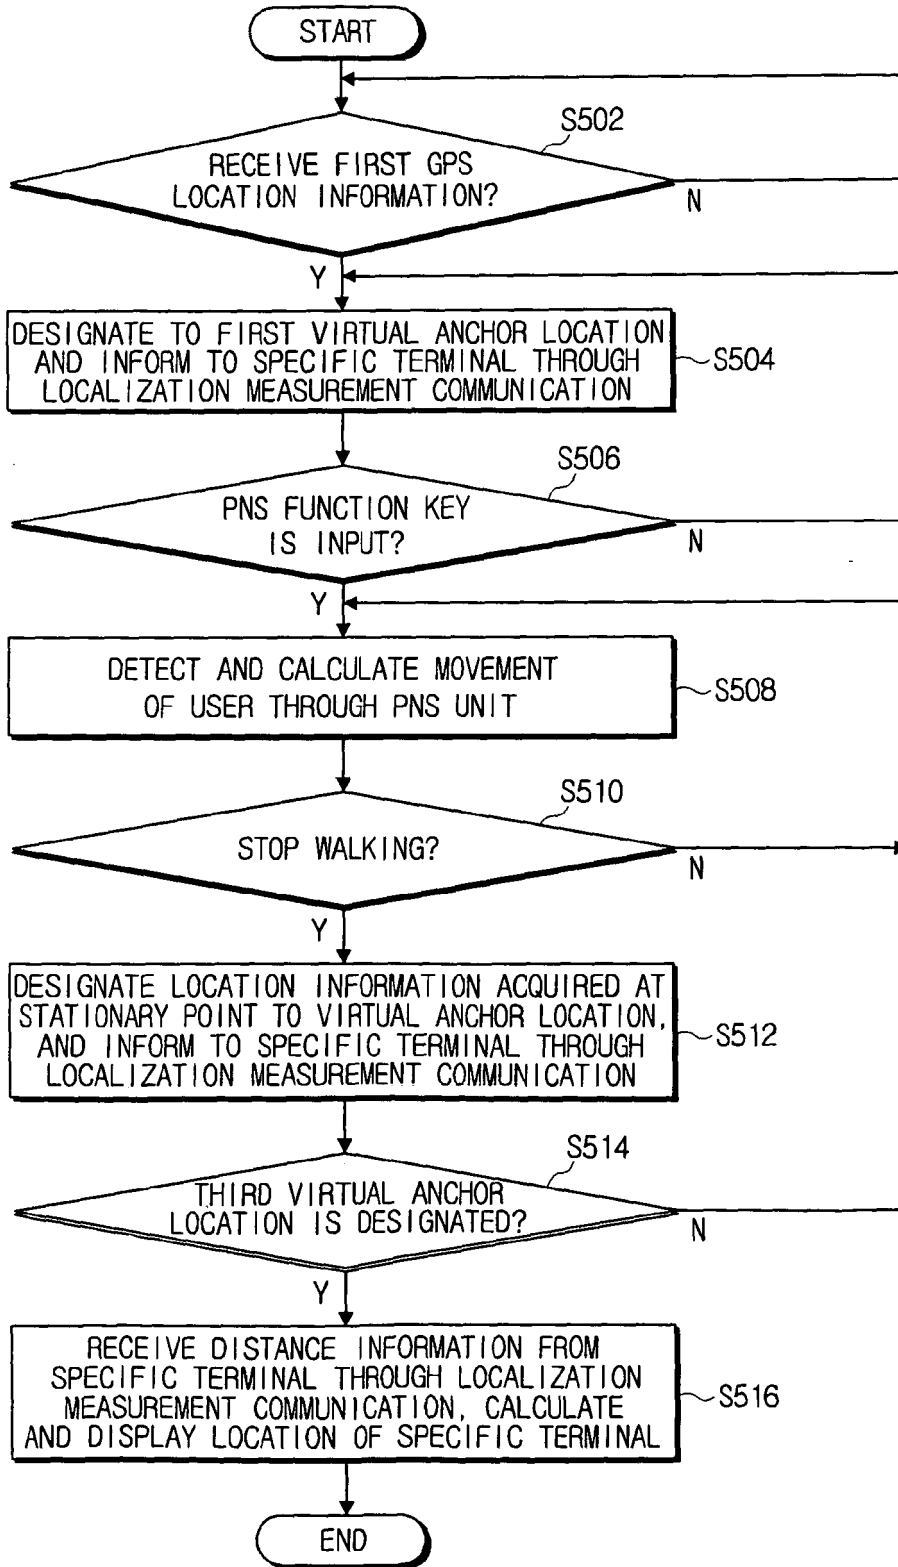 START
S502
RECEIVE FIRST GPS
LOCATION INFORMATION?
N
Y
DESIGNATE TO FIRST VIRTUAL ANCHOR LOCATION
AND INFORM TO SPECIFIC TERMINAL THROUGH
LOCALIZATION MEASUREMENT COMMUNICATION
S504
S506
PNS FUNCTION KEY
IS INPUT?
N
Y
DETECT AND CALCULATE MOVEMENT
OF USER THROUGH PNS UNIT
S508
S510
STOP WALKING?
N
Y
DESIGNATE LOCATION INFORMATION ACQUIRED AT
STATIONARY POINT TO VIRTUAL ANCHOR LOCATION,
AND INFORM TO SPECIFIC TERMINAL THROUGH
LOCALIZATION MEASUREMENT COMMUNICATION
S512
S514
THIRD VIRTUAL ANCHOR
LOCATION IS DESIGNATED?
N
Y
RECEIVE DISTANCE INFORMATION FROM
SPECIFIC TERMINAL THROUGH LOCALIZATION
MEASUREMENT COMMUNICATION, CALCULATE
AND DISPLAY LOCATION OF SPECIFIC TERMINAL
S516
END